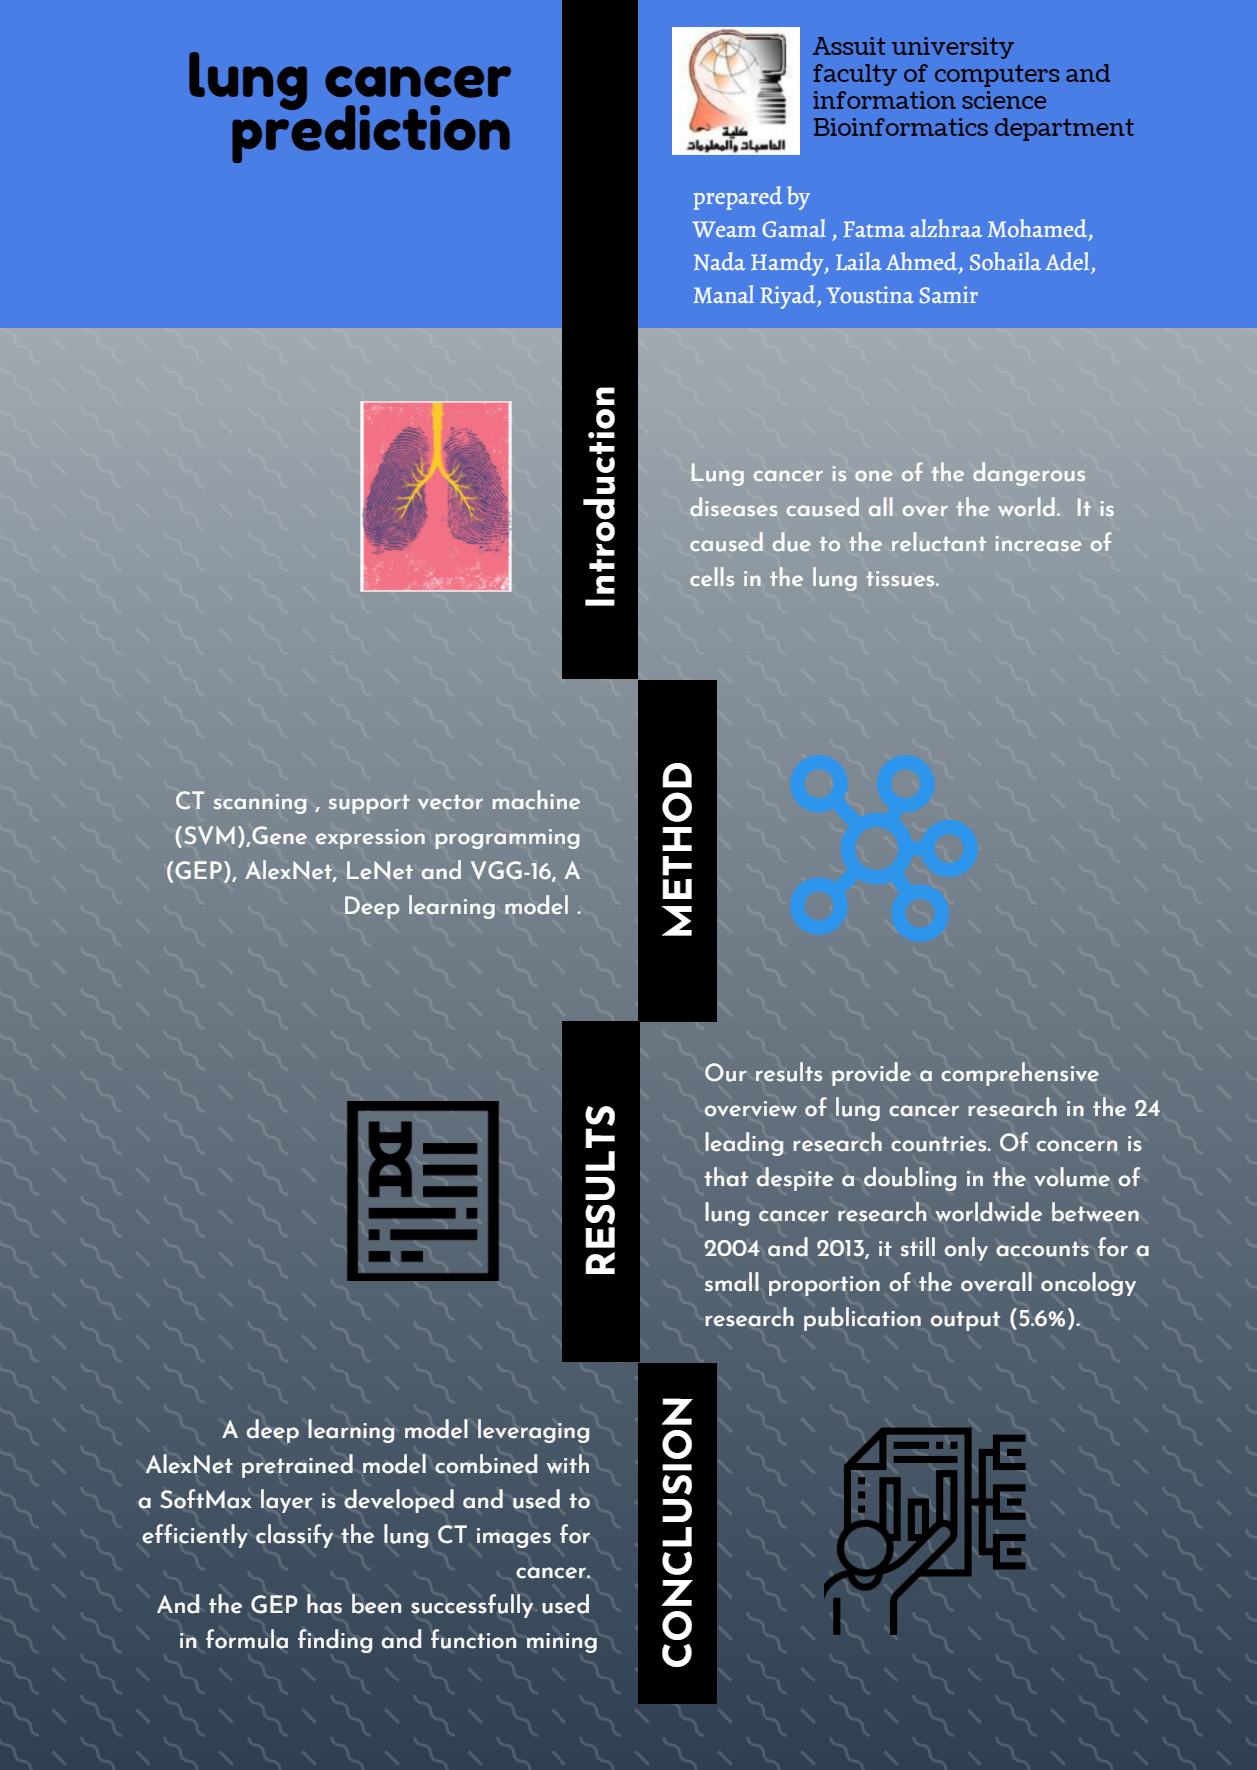 lung cancer
prediction
كلية
الحاسبات والمعلومات
Assuit university
faculty of computers and
information science
Bioinformatics department
prepared by
Weam Gamal , Fatma alzhraa Mohamed,
Nada Hamdy, Laila Ahmed, Sohaila Adel,
Manal Riyad, Youstina Samir
Introduction
Lung cancer is one of the dangerous
diseases caused all over the world.  It is
caused due to the reluctant increase of
cells in the lung tissues.
METHOD
CT scanning , support vector machine
(SVM),Gene expression programming
(GEP), AlexNet, LeNet and VGG-16, A
Deep learning model .
RESULTS
Our results provide a comprehensive
overview of lung cancer research in the 24
leading research countries. Of concern is
that despite a doubling in the volume of
lung cancer research worldwide between
2004 and 2013, it still only accounts for a
small proportion of the overall oncology
research publication output (5.6%).
CONCLUSION
A deep learning model leveraging
AlexNet pretrained model combined with
a SoftMax layer is developed and used to
efficiently classify the lung CT images for
cancer.
And the GEP has been successfully used
in formula finding and function mining